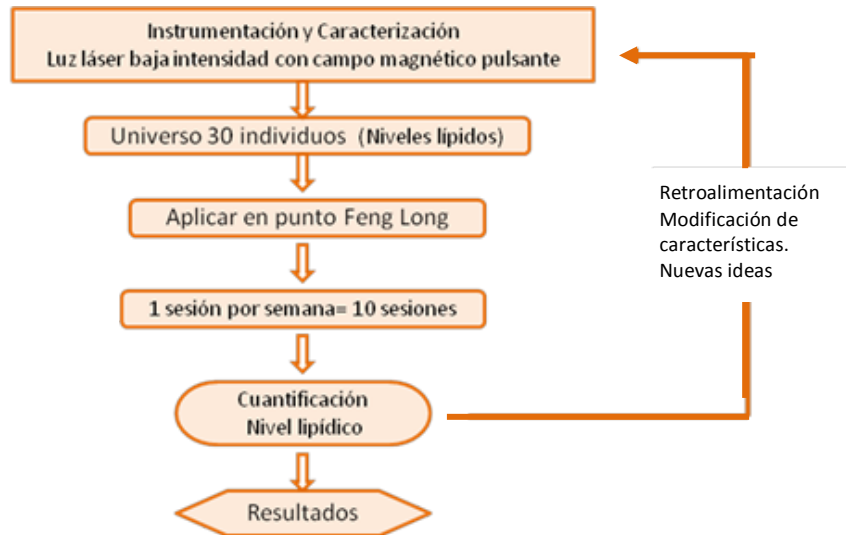 Instrumentación y Caracterización
Luz láser baja intensidad con campo magnético pulsante
Universo 30 individuos (Niveles lípidos)
Aplicar en punto Feng Long
1 sesión por semana= 10 sesiones
Cuantificación
Nivel lipídico
Resultados
Retroalimentación
Modificación de
características.
Nuevas ideas